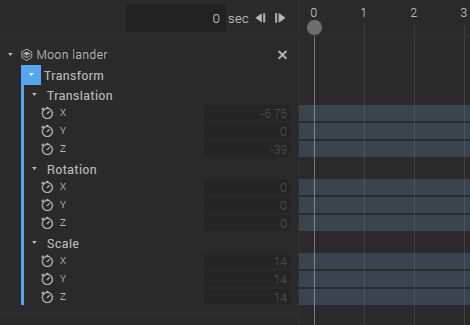 0 sec 0 1 2 3
Moon lander
Transform
Translation
X -6.75
Y 0
Z -39
Rotation
X 0
Y 0
Z 0
Scale
X 14
Y 14
Z 14